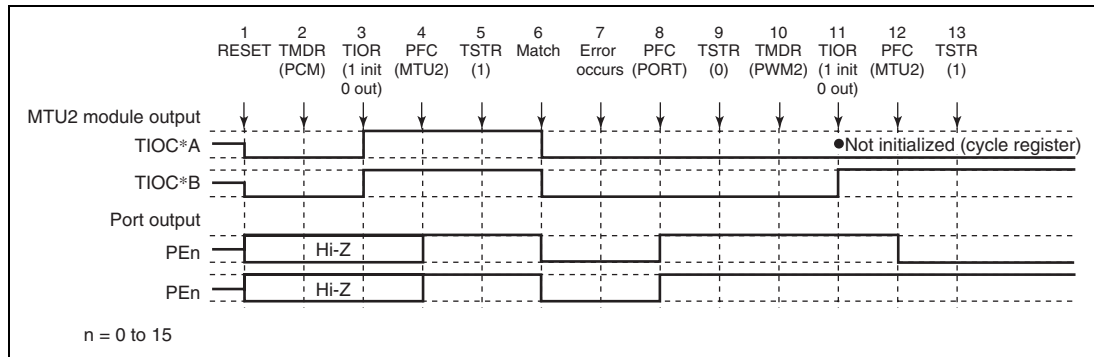 1 2 3 4 5 6 7 8 9 10 11 12 13
RESET TMDR TIOR PFC TSTR Match Error PFC TSTR TMDR TIOR PFC TSTR
(PCM) (1 init (MTU2) (1) occurs (PORT) (0) (PWM2) (1 init (MTU2) (1)
0 out) 0 out)
MTU2 module output
TIOC*A ●Not initialized (cycle register)
TIOC*B
Port output
PEn Hi-Z
PEn Hi-Z
n = 0 to 15